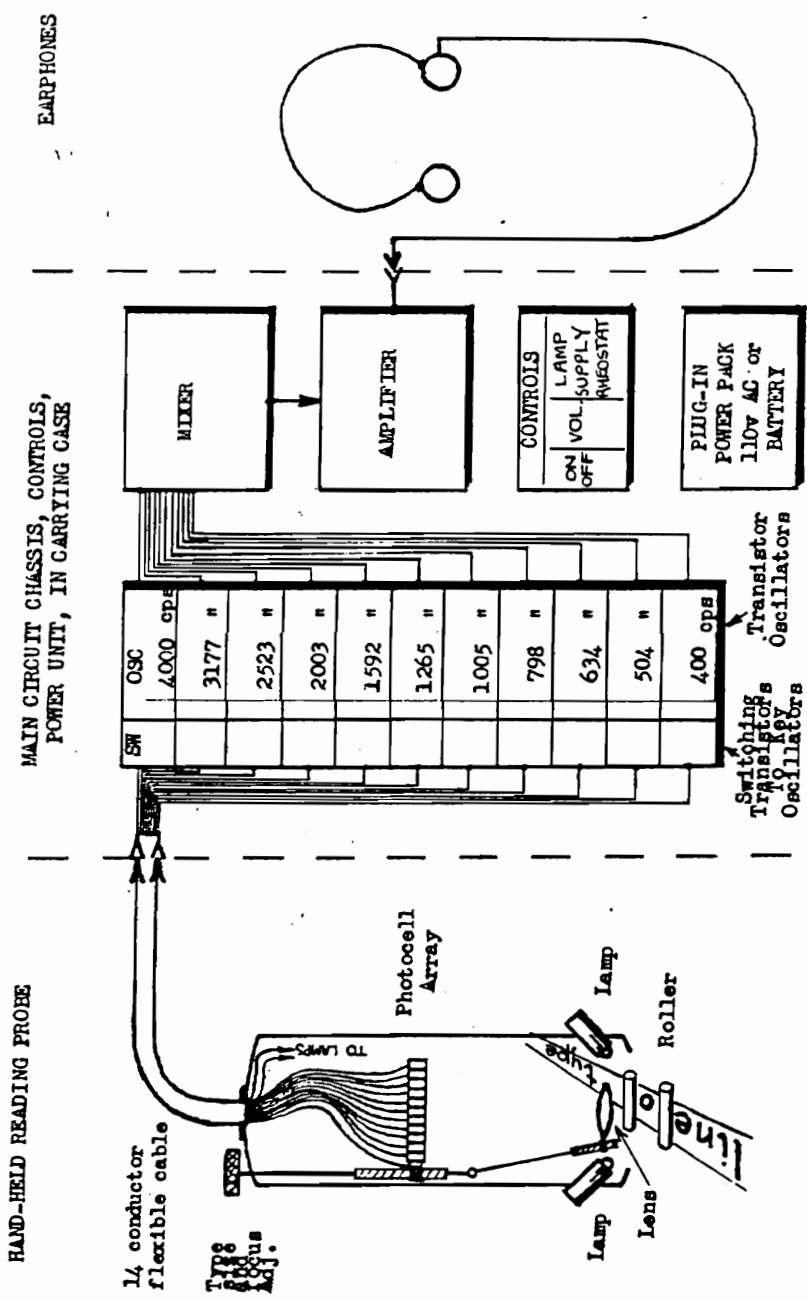 HAND-HELD READING PROBE
14 conductor
flexible cable
Type
size
and
focus
Adj.
TO LAMPS
Photocell
Array
Lamp
Lens
Lamp
Roller
line o type
MAIN CIRCUIT CHASSIS, CONTROLS,
POWER UNIT, IN CARRYING CASE
SW OSC
4000 cps
3177 "
2523 "
2003 "
1592 "
1265 "
1005 "
798 "
634 "
504 "
400 cps
Switching
Transistors
To Key
Oscillators
Transistor
Oscillators
MIXER
AMPLIFIER
CONTROLS
ON
OFF
VOL.
LAMP
SUPPLY
RHEOSTAT
PLUG-IN
POWER PACK
110v AC or
BATTERY
EARPHONES